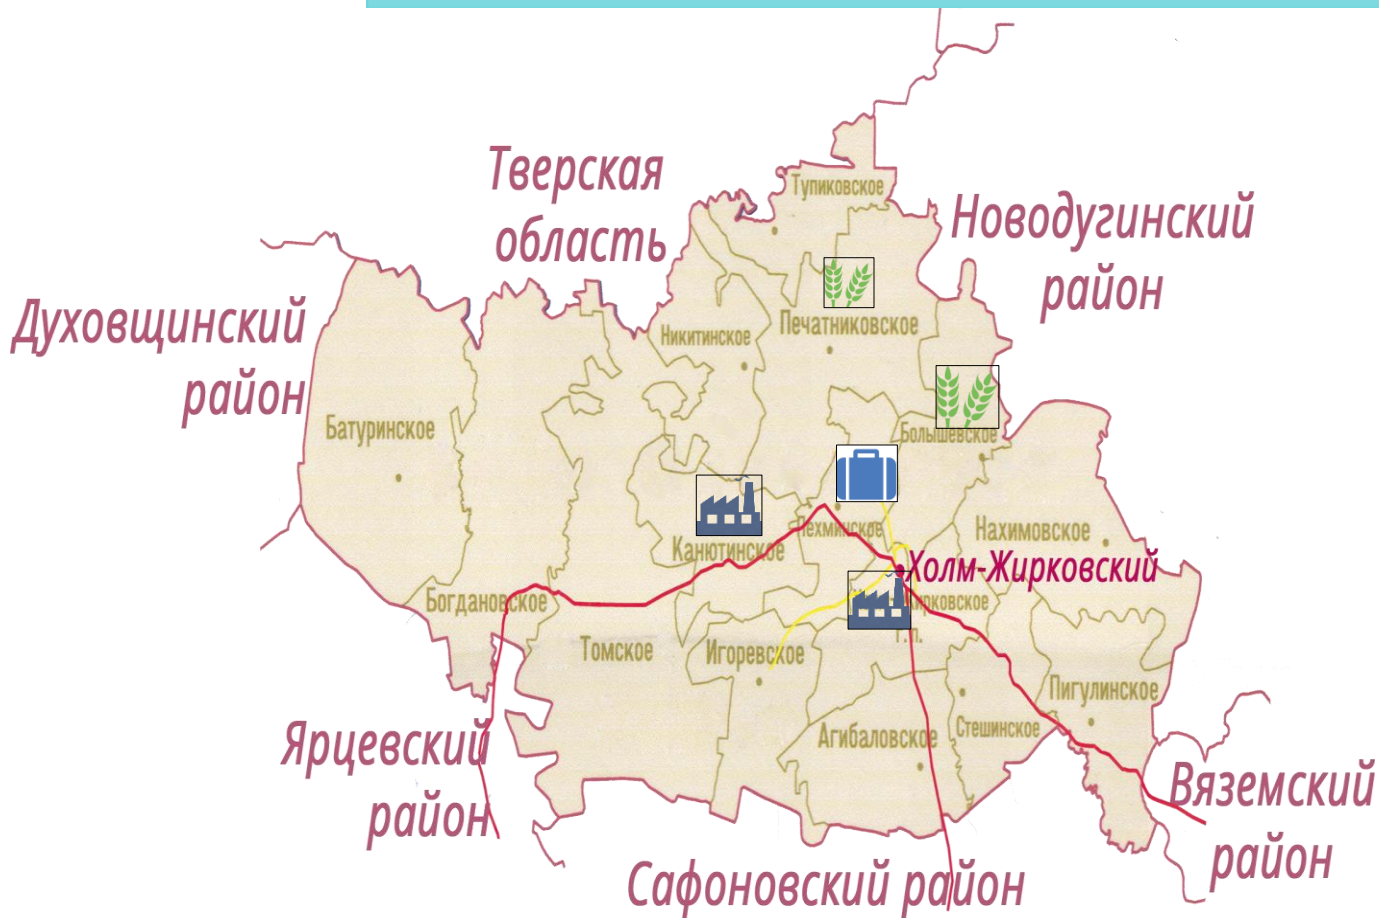 Тверская
область
Тупиковское
Новодугинский
район
Духовщинский
район
Никитинское
Печатниковское
Батуринское
Болышевское
Нахимовское
Канютинское
Холм-Жирковский
Богдановское
Томское
Игоревское
г.п.
Пигулинское
Агибаловское
Стешинское
Ярцевский
район
Вяземский
район
Сафоновский район